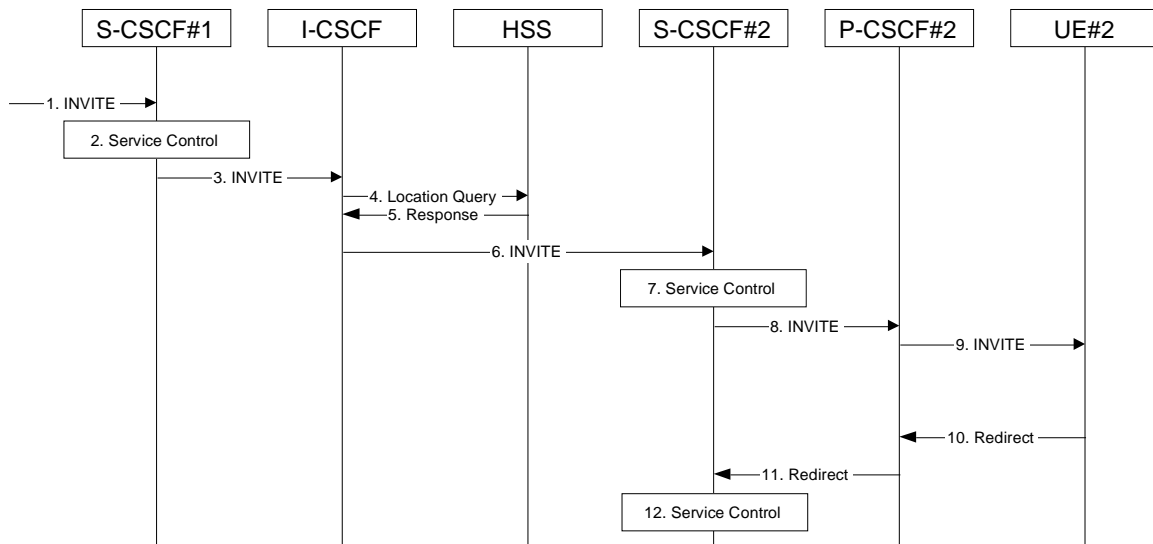 S-CSCF#1
I-CSCF
HSS
S-CSCF#2
P-CSCF#2
UE#2
1. INVITE
2. Service Control
3. INVITE
4. Location Query
5. Response
6. INVITE
7. Service Control
8. INVITE
9. INVITE
10. Redirect
11. Redirect
12. Service Control